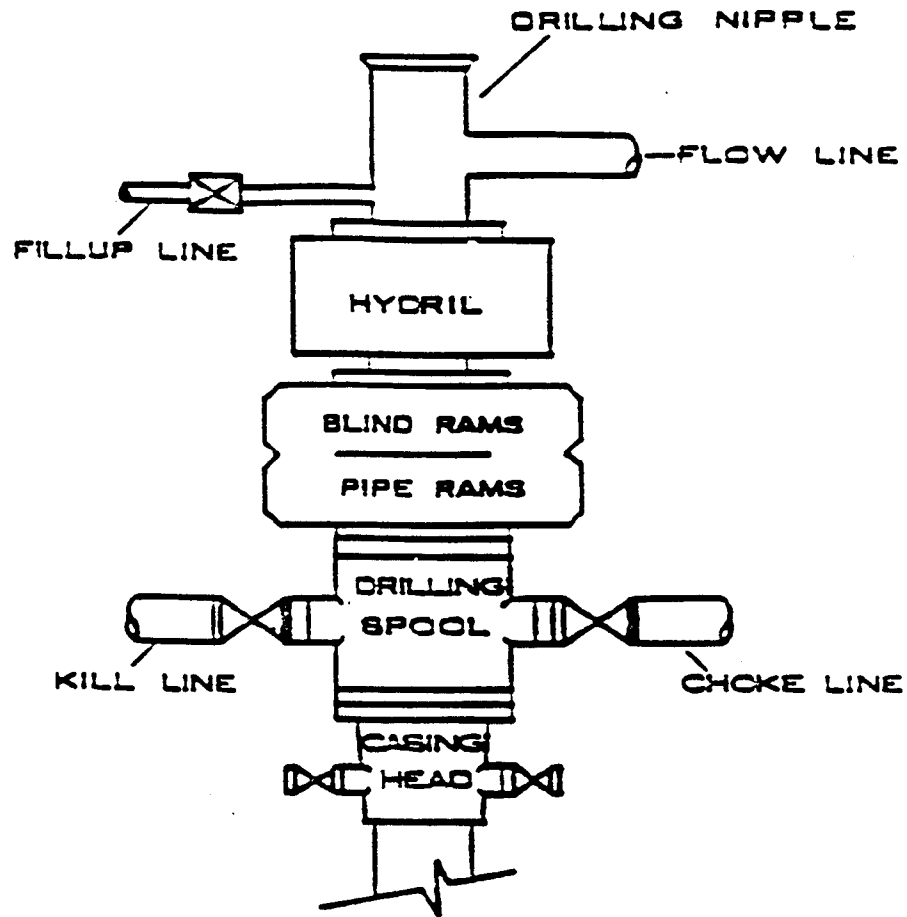 DRILLING NIPPLE
FLOW LINE
FILLUP LINE
HYDRIL
BLIND RAMS
PIPE RAMS
DRILLING
SPOOL
KILL LINE
CHOKE LINE
CASING
HEAD